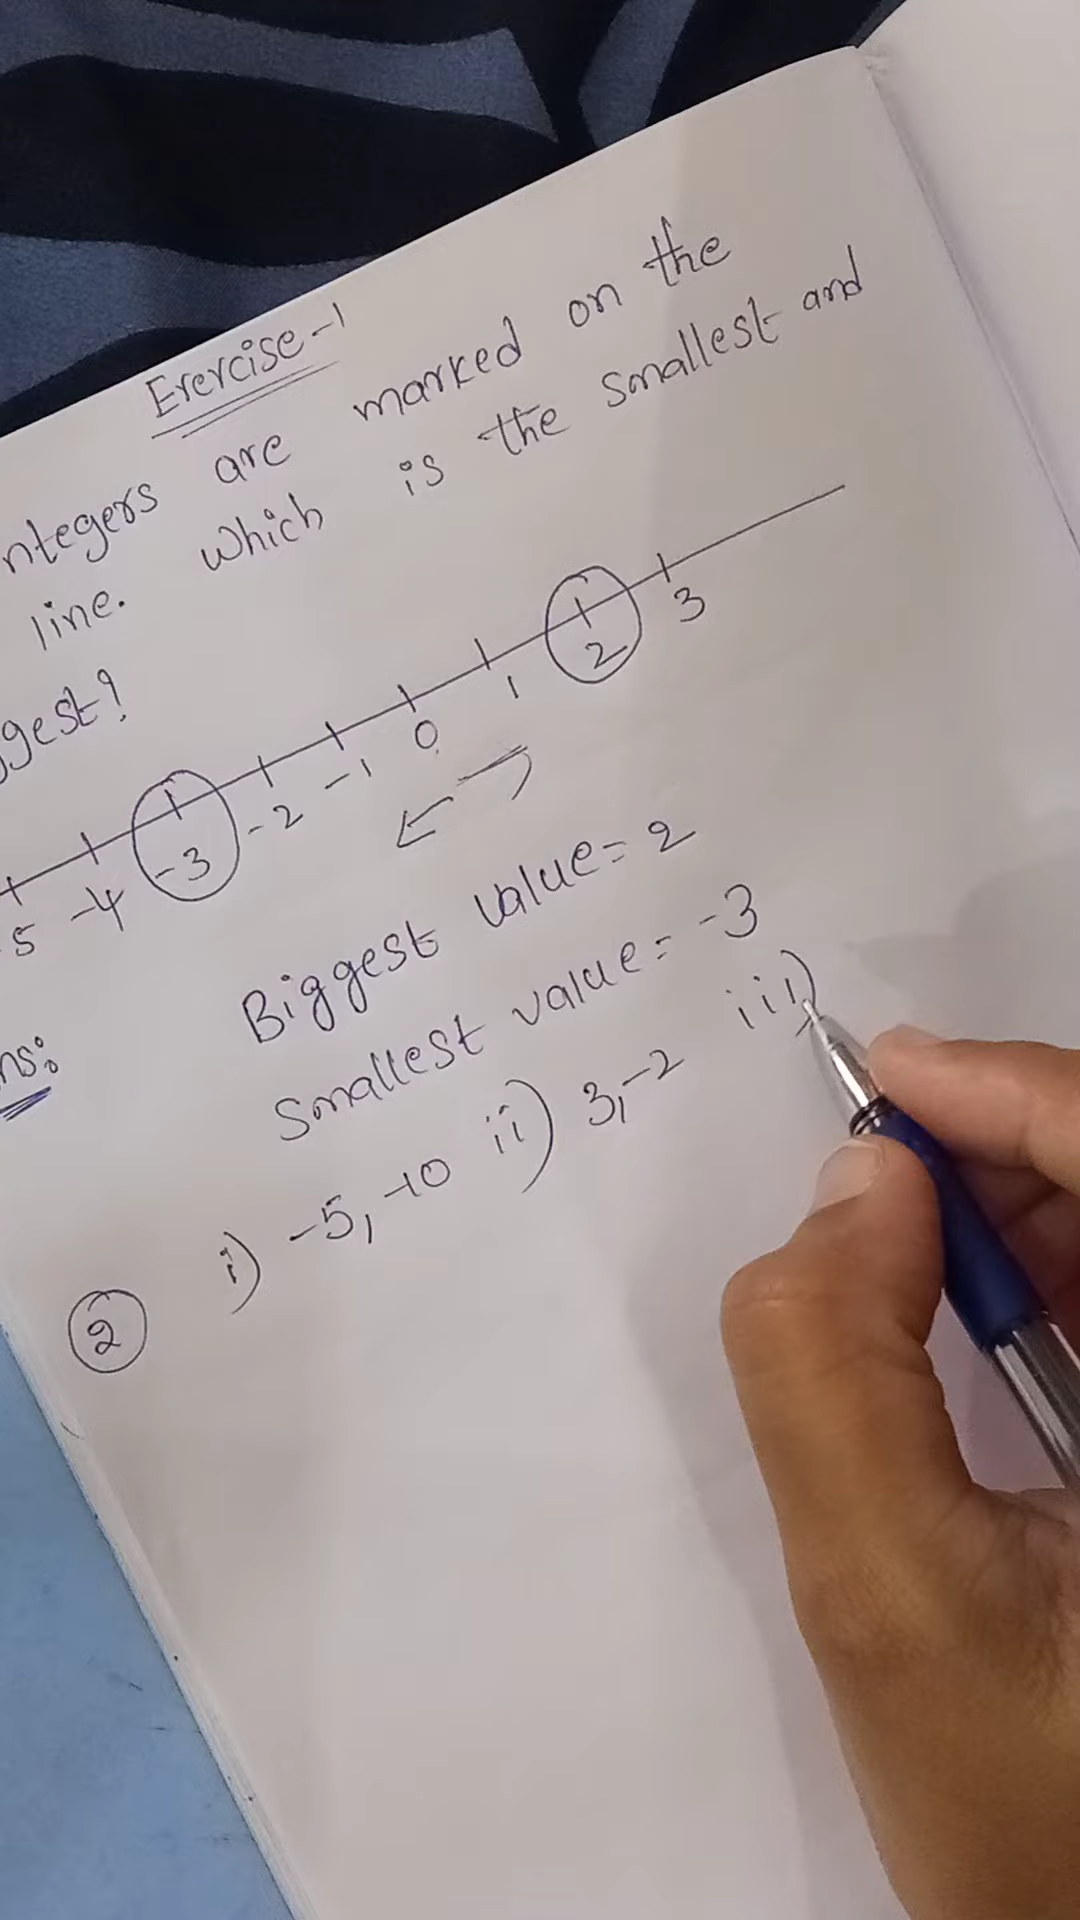 Exercise-1
ntegers are marked on the
line. Which is the smallest and
ggest?
5 -4 -3 -2 -1 0 1 2 3
ns: Biggest value = 2
Smallest value = -3
2 i) -5, -10 ii) 3, -2 iii)